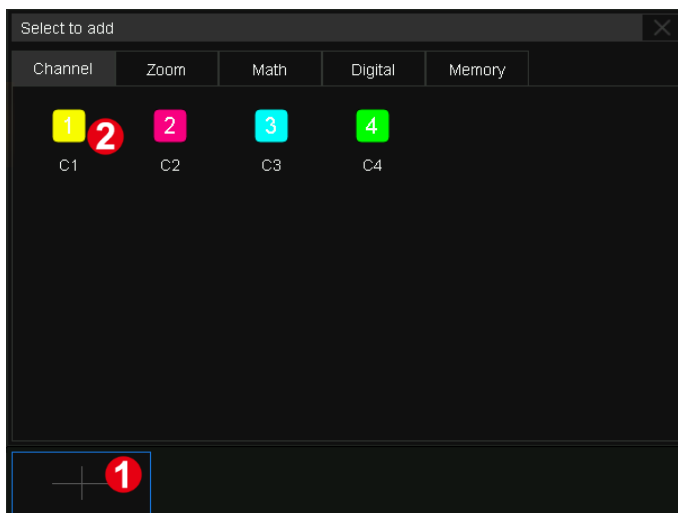 Select to add
Channel Zoom Math Digital Memory
1 2 2 3 4
C1 C2 C3 C4
1